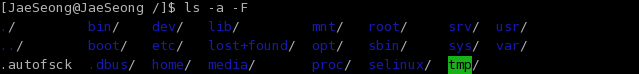 [JaeSeong@JaeSeong /]$ ls -a -F
./ bin/ dev/ lib/ mnt/ root/ srv/ usr/
../ boot/ etc/ lost+found/ opt/ sbin/ sys/ var/
.autofsck .dbus/ home/ media/ proc/ selinux/ tmp/